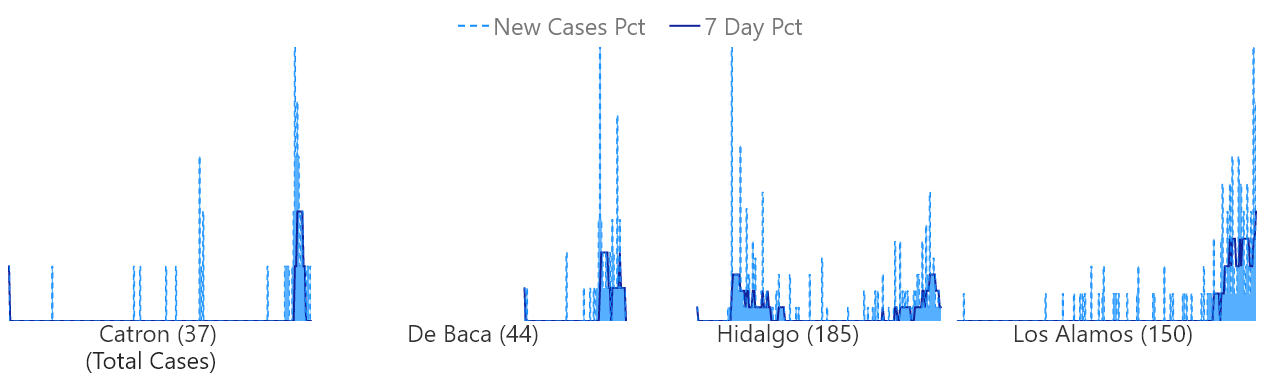 New Cases Pct 7 Day Pct
Catron (37) De Baca (44) Hidalgo (185) Los Alamos (150)
(Total Cases)